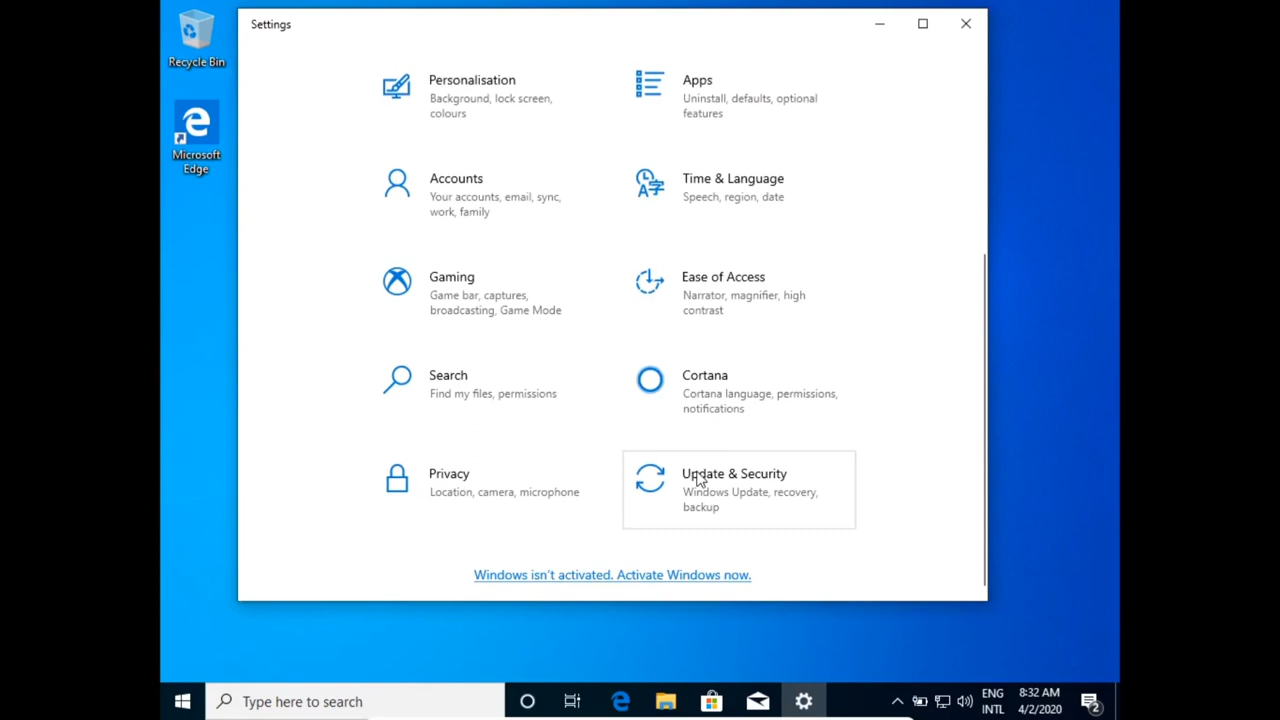 Recycle Bin
Microsoft
Edge
Settings
Personalisation
Background, lock screen,
colours
Apps
Uninstall, defaults, optional
features
Accounts
Your accounts, email, sync,
work, family
Time & Language
Speech, region, date
Gaming
Game bar, captures,
broadcasting, Game Mode
Ease of Access
Narrator, magnifier, high
contrast
Search
Find my files, permissions
Cortana
Cortana language, permissions,
notifications
Privacy
Location, camera, microphone
Update & Security
Windows Update, recovery,
backup
Windows isn't activated. Activate Windows now.
Type here to search
ENG
INTL
8:32 AM
4/2/2020
2